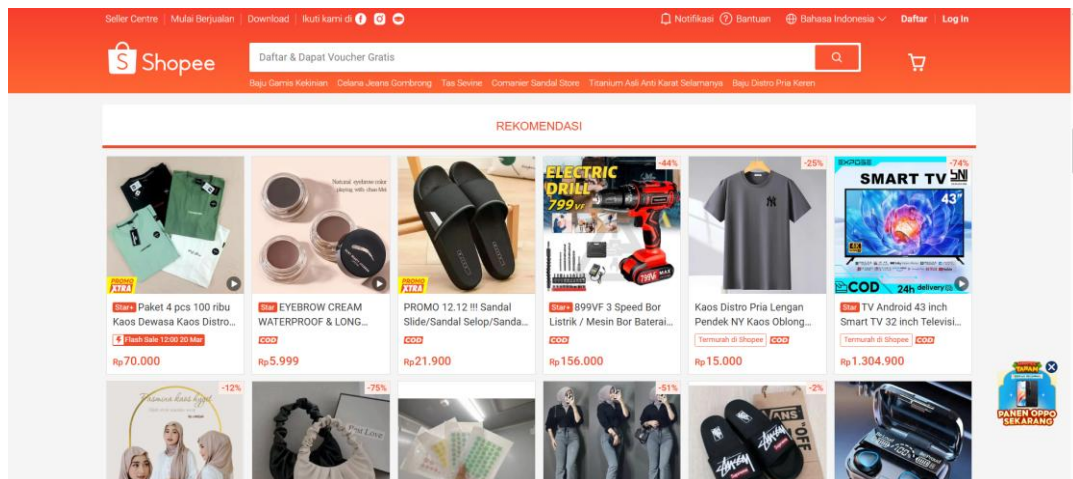 Seller Centre | Mulai Berjualan | Download | Ikuti kami di
Notifikasi Bantuan Bahasa Indonesia Daftar | Log In
Shopee
Daftar & Dapat Voucher Gratis
Baju Gamis Kekinian Celana Jeans Gombrong Tas Sevine Comanier Sandal Store Titanium Asli Anti Karat Selamanya Baju Distro Pria Keren
REKOMENDASI
PROMO XTRA
Star+ Paket 4 pcs 100 ribu
Kaos Dewasa Kaos Distro...
Flash Sale 12:00 20 Mar
Rp70.000
Natural eyebrow color
Star EYEBROW CREAM
WATERPROOF & LONG...
COD
Rp5.999
PROMO XTRA
PROMO 12.12 !!! Sandal
Slide/Sandal Selop/Sanda...
COD
Rp21.900
-44%
ELECTRIC
DRILL
799VF
Star+ 899VF 3 Speed Bor
Listrik / Mesin Bor Baterai...
COD
Rp156.000
-25%
NY
Kaos Distro Pria Lengan
Pendek NY Kaos Oblong...
Termurah di Shopee COD
Rp15.000
-74%
EXPOSE
SMART TV SNI
43"
COD 24h delivery
Star TV Android 43 inch
Smart TV 32 inch Televisi...
Termurah di Shopee COD
Rp1.304.900
-12%
-75%
-51%
-2%
VANS
"OFF
Supreme
PANEN OPPO
SEKARANG